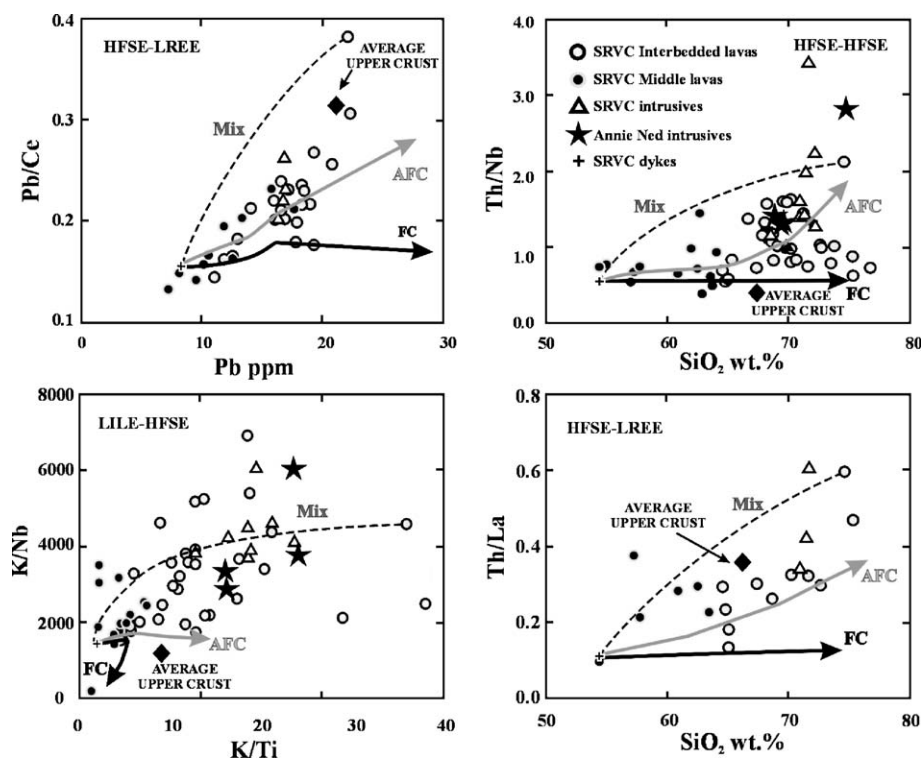 HFSE-LREE
AVERAGE
UPPER CRUST
Mix
AFC
FC
0.4
0.3
0.2
0.1
Pb/Ce
0 10 20 30
Pb ppm
HFSE-HFSE
SRVC Interbedded lavas
SRVC Middle lavas
SRVC intrusives
Annie Ned intrusives
SRVC dykes
Mix
AFC
FC
AVERAGE
UPPER CRUST
4.0
3.0
2.0
1.0
0.0
Th/Nb
50 60 70 80
SiO₂ wt.%
LILE-HFSE
Mix
AFC
FC
AVERAGE
UPPER CRUST
8000
6000
4000
2000
0
K/Nb
0 10 20 30 40
K/Ti
HFSE-LREE
AVERAGE
UPPER CRUST
Mix
AFC
FC
0.8
0.6
0.4
0.2
0.0
Th/La
50 60 70 80
SiO₂ wt.%